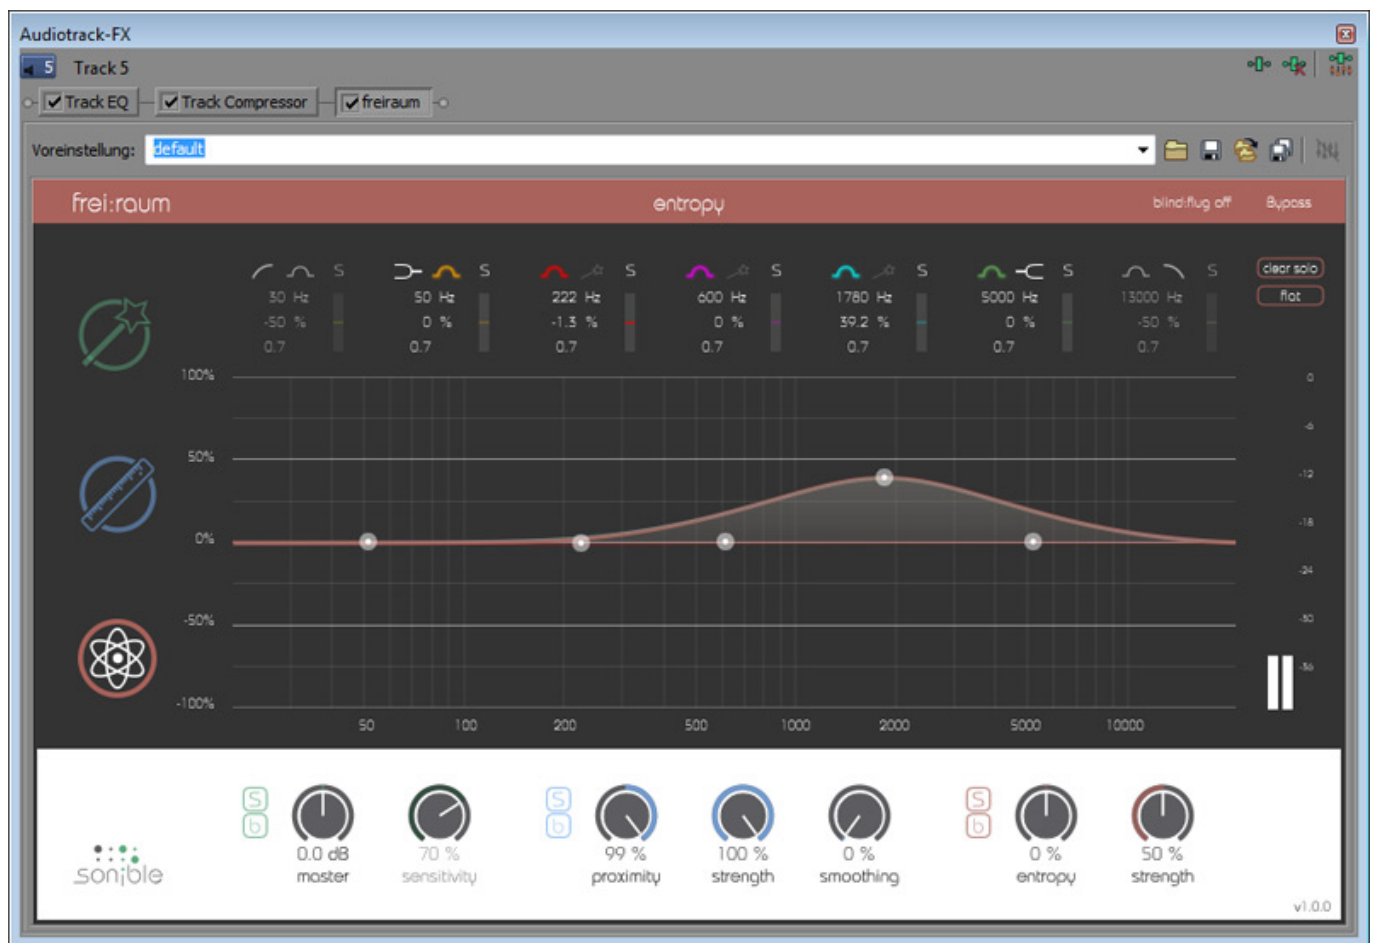 Audiotrack-FX
5 Track 5
Track EQ Track Compressor freiraum
Voreinstellung: default
frei:raum entropy blind:flug off Bypass
S S S S S S S clear solo
30 Hz 50 Hz 222 Hz 600 Hz 1780 Hz 5000 Hz 13000 Hz flat
-50 % 0 % -1.3 % 0 % 39.2 % 0 % -50 %
0.7 0.7 0.7 0.7 0.7 0.7 0.7
100% 0
-6
50% -12
-18
0%
-24
-50% -30
-36
-100%
50 100 200 500 1000 2000 5000 10000
S S S
b b b
0.0 dB 70 % 99 % 100 % 0 % 0 % 50 %
sonible master sensitivity proximity strength smoothing entropy strength
v1.0.0